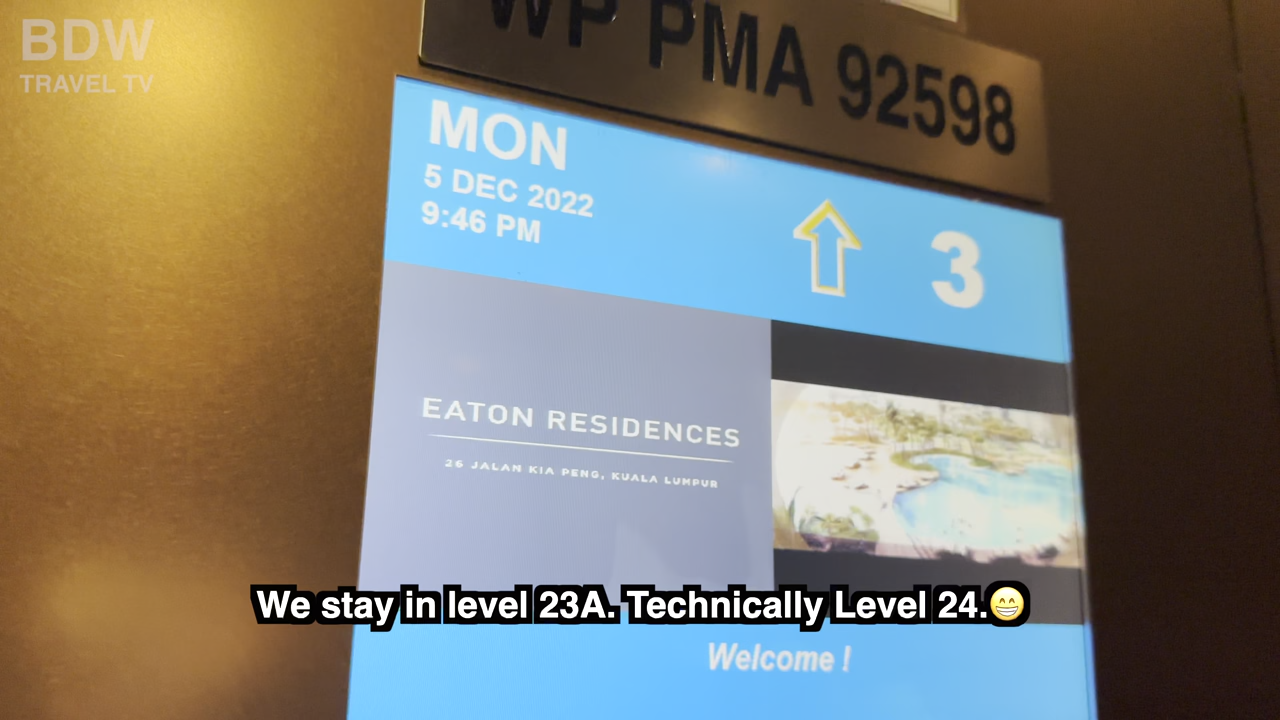 BDW
TRAVEL TV
WP PMA 92598
MON
5 DEC 2022
9:46 PM
3
EATON RESIDENCES
26 JALAN KIA PENG, KUALA LUMPUR
We stay in level 23A. Technically Level 24.😁
Welcome !